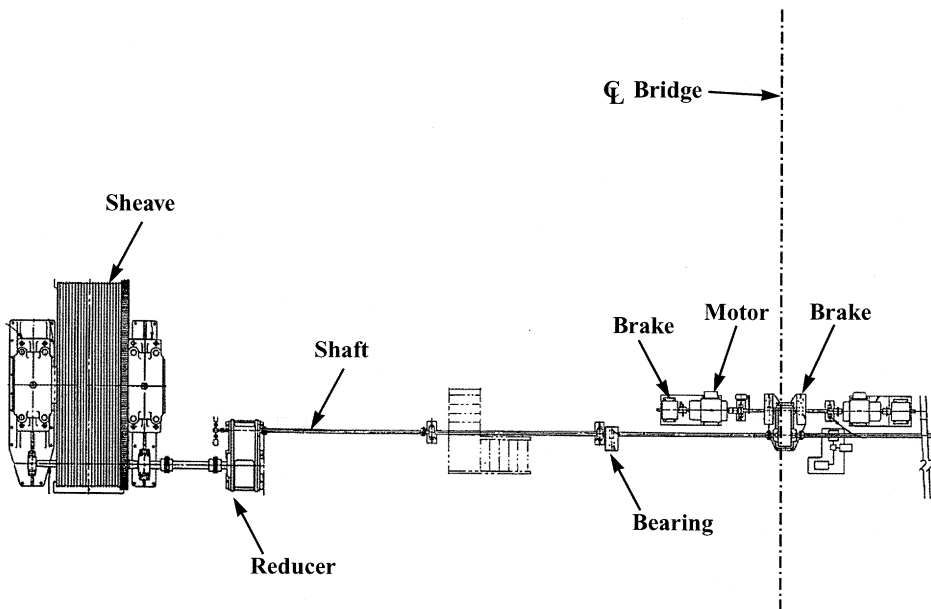 ℄ Bridge
Sheave
Brake
Motor
Brake
Shaft
Bearing
Reducer